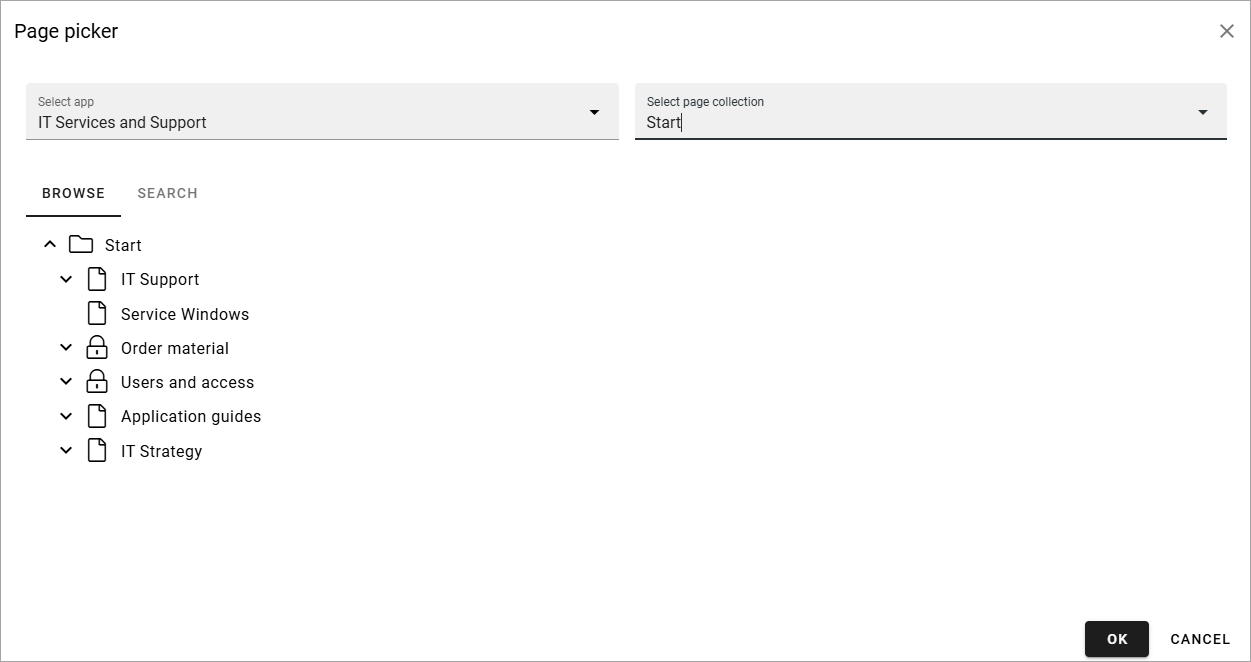 Page picker
Select app
IT Services and Support
Select page collection
Start
BROWSE
SEARCH
Start
IT Support
Service Windows
Order material
Users and access
Application guides
IT Strategy
OK
CANCEL